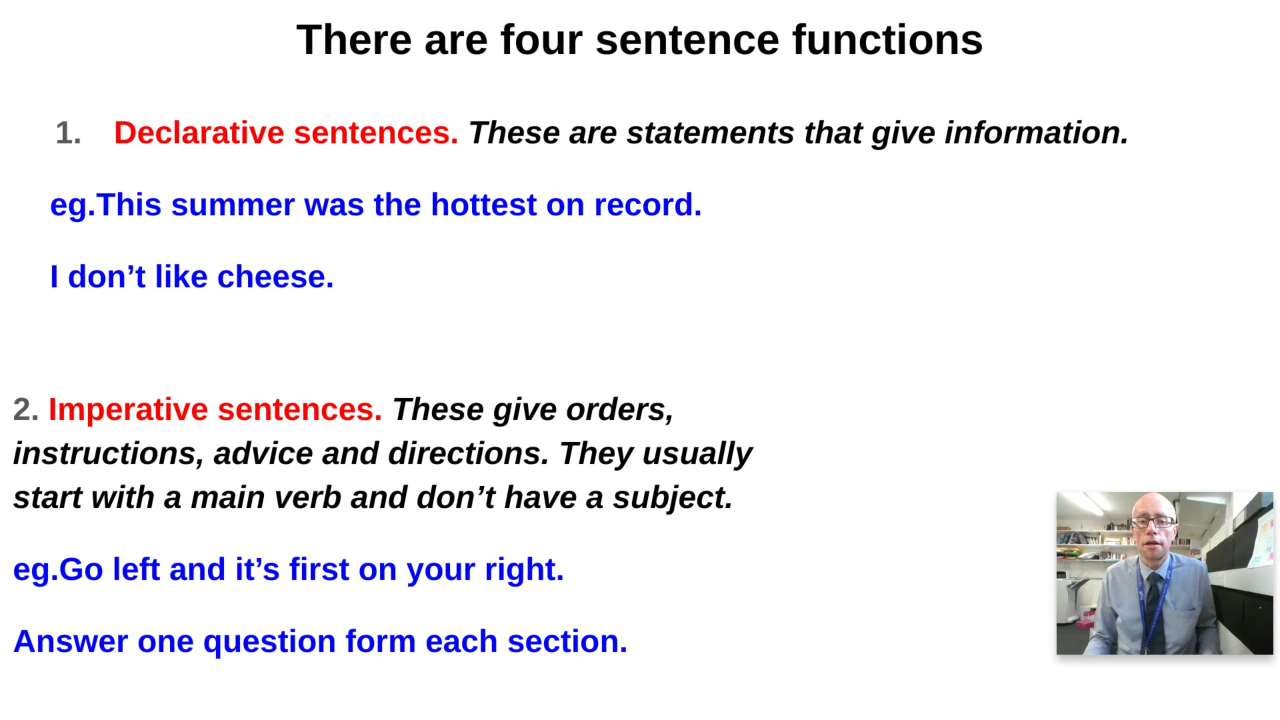 There are four sentence functions
1. Declarative sentences. These are statements that give information.
eg.This summer was the hottest on record.
I don’t like cheese.
2. Imperative sentences. These give orders,
instructions, advice and directions. They usually
start with a main verb and don’t have a subject.
eg.Go left and it’s first on your right.
Answer one question form each section.